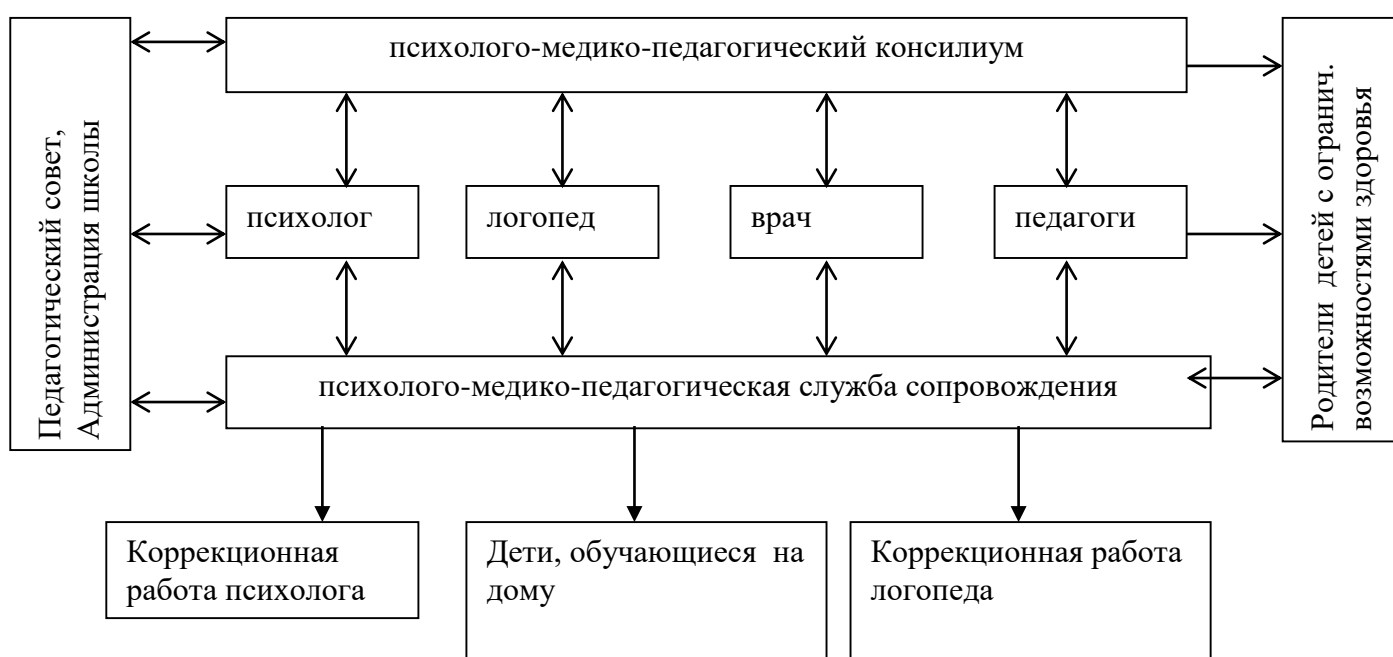 психолого-медико-педагогический консилиум
Педагогический совет,
Администрация школы
Родители детей с огранич.
возможностями здоровья
психолог
логопед
врач
педагоги
психолого-медико-педагогическая служба сопровождения
Коррекционная
работа психолога
Дети, обучающиеся на
дому
Коррекционная работа
логопеда